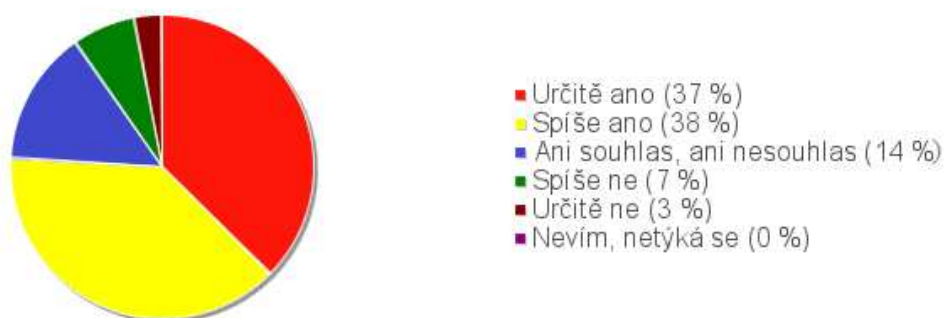 Určitě ano (37 %)
Spíše ano (38 %)
Ani souhlas, ani nesouhlas (14 %)
Spíše ne (7 %)
Určitě ne (3 %)
Nevím, netýká se (0 %)